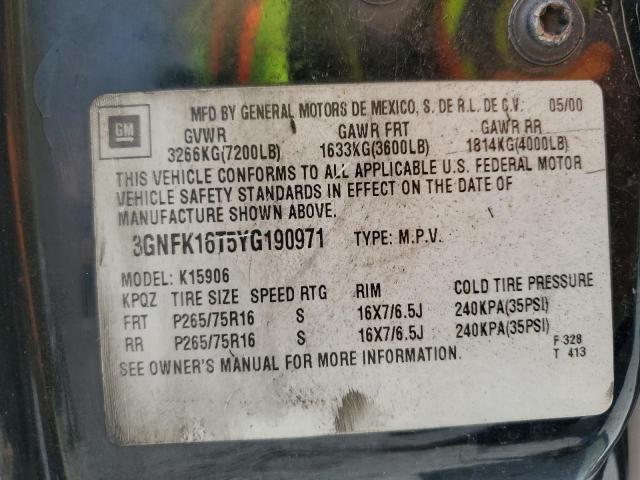 GM
MFD BY GENERAL MOTORS DE MEXICO, S. DE R.L. DE C.V. 05/00
GVWR GAWR FRT GAWR RR
3266KG(7200LB) 1633KG(3600LB) 1814KG(4000LB)
THIS VEHICLE CONFORMS TO ALL APPLICABLE U.S. FEDERAL MOTOR
VEHICLE SAFETY STANDARDS IN EFFECT ON THE DATE OF
MANUFACTURE SHOWN ABOVE.
3GNFK16T5YG190971 TYPE: M.P.V.
MODEL: K15906
KPQZ TIRE SIZE SPEED RTG RIM COLD TIRE PRESSURE
FRT P265/75R16 S 16X7/6.5J 240KPA(35PSI)
RR P265/75R16 S 16X7/6.5J 240KPA(35PSI)
SEE OWNER'S MANUAL FOR MORE INFORMATION.
F 328
T 413